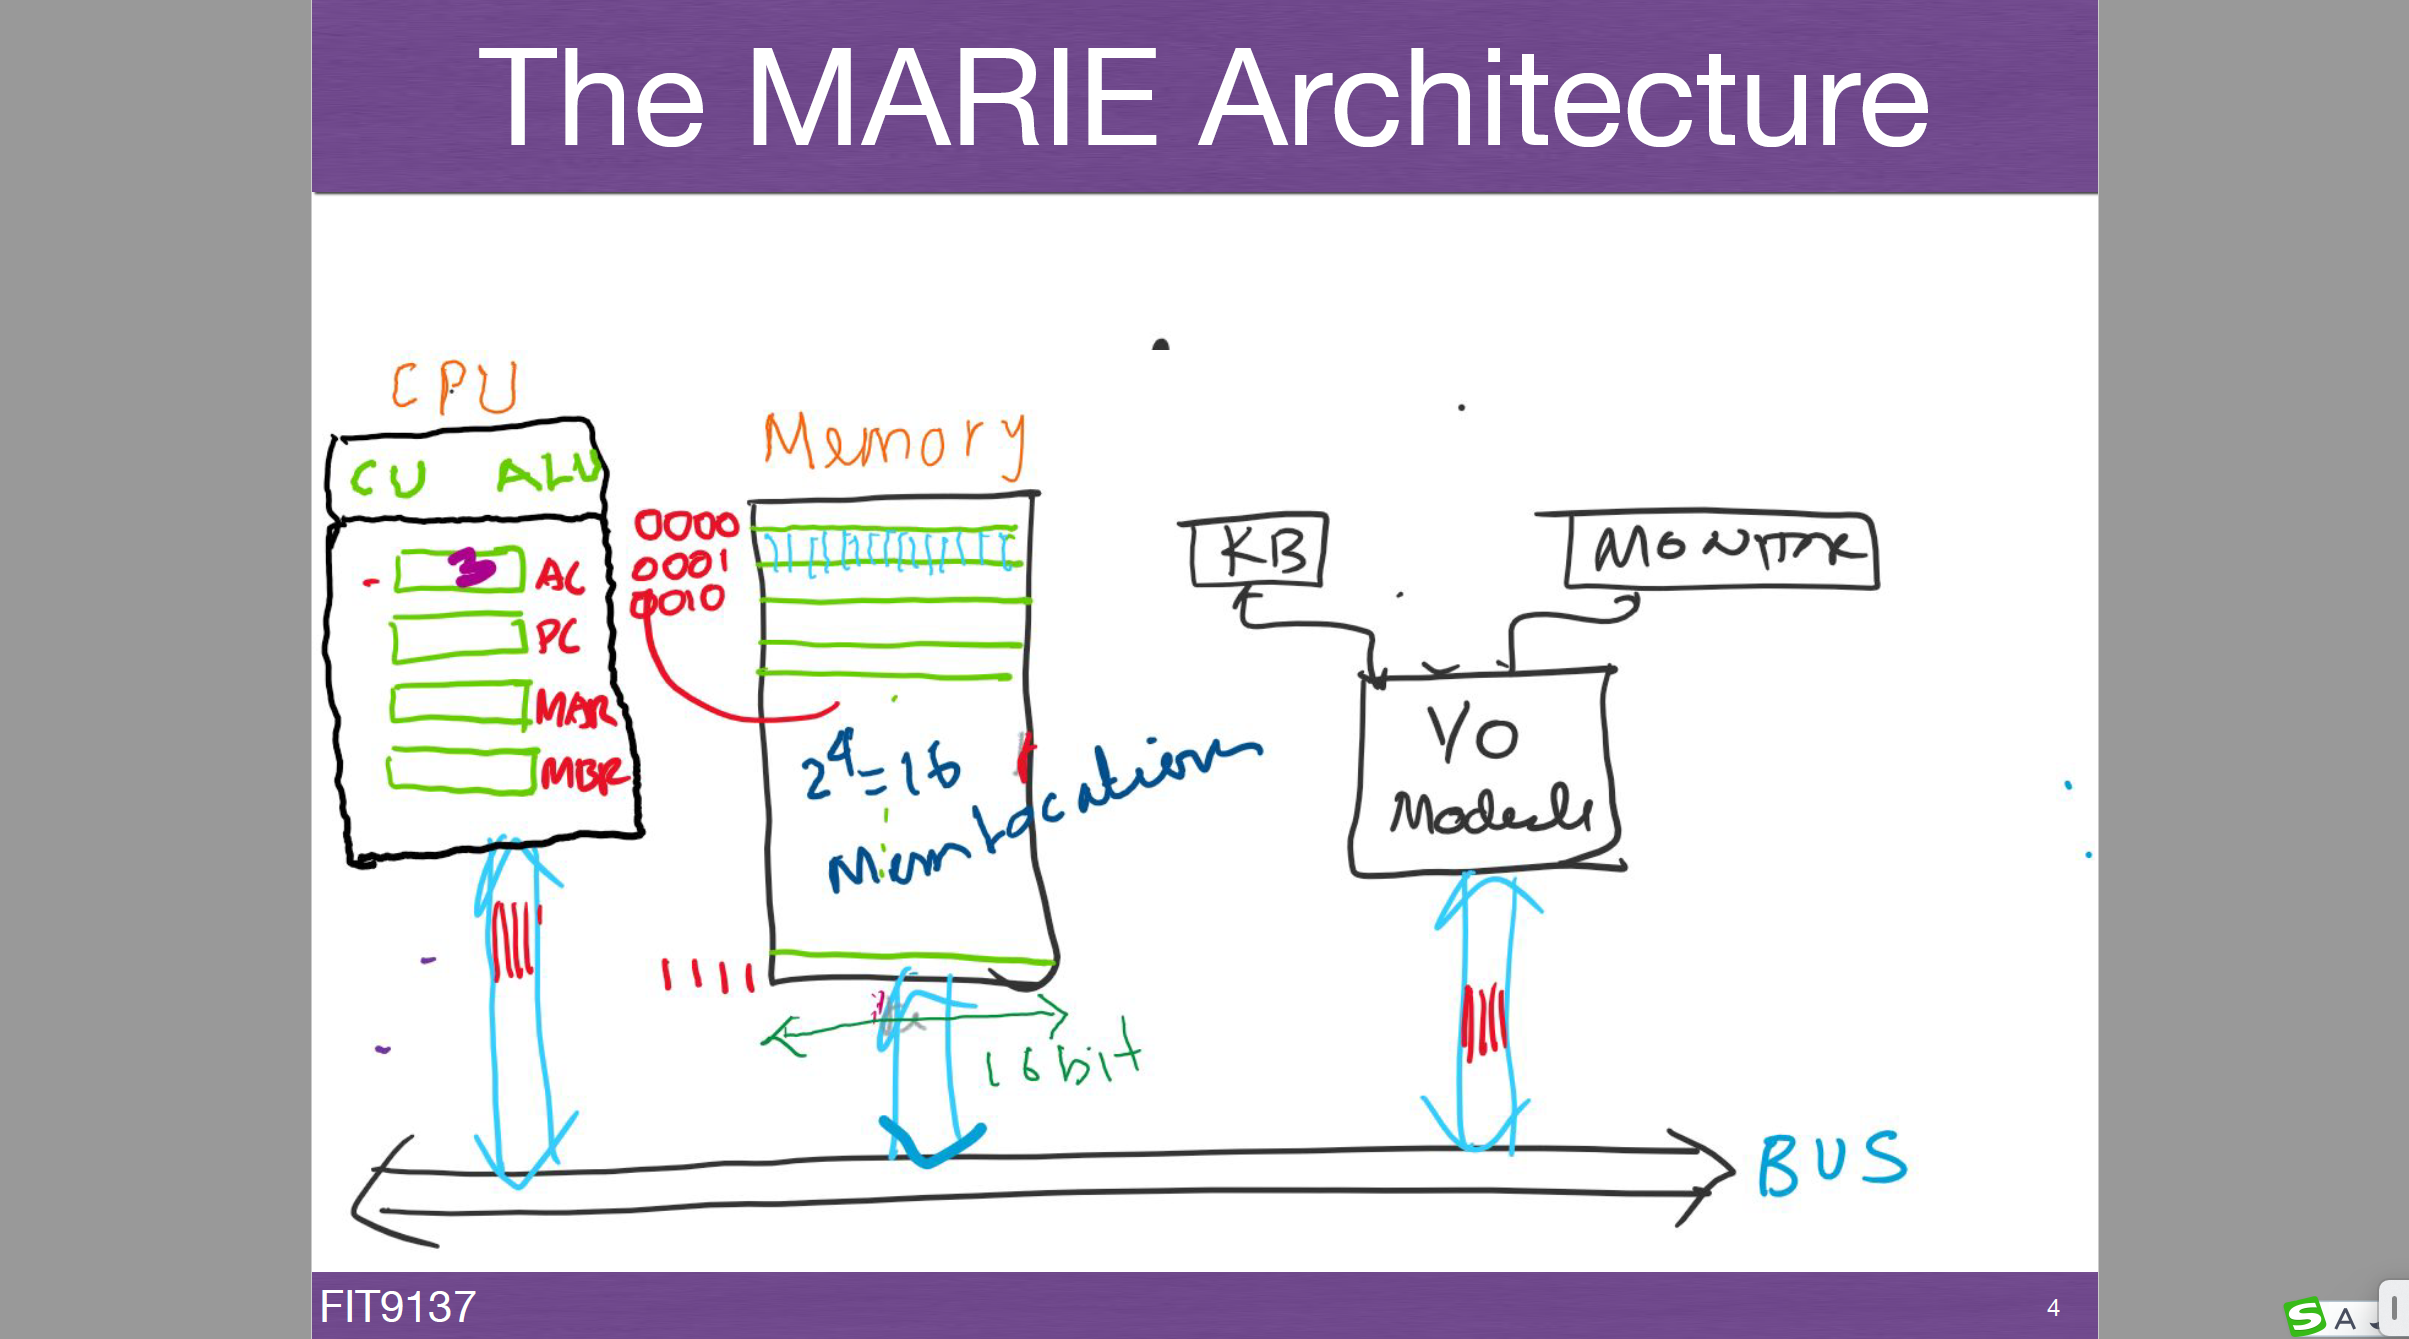 The MARIE Architecture
CPU
Memory
CU ALU
0000
0001
0010
AC
PC
MAR
MBR
KB
MONITOR
I/O
Module
2^4=16
Mem Location
1111
16 bit
BUS
FIT9137
4
S A